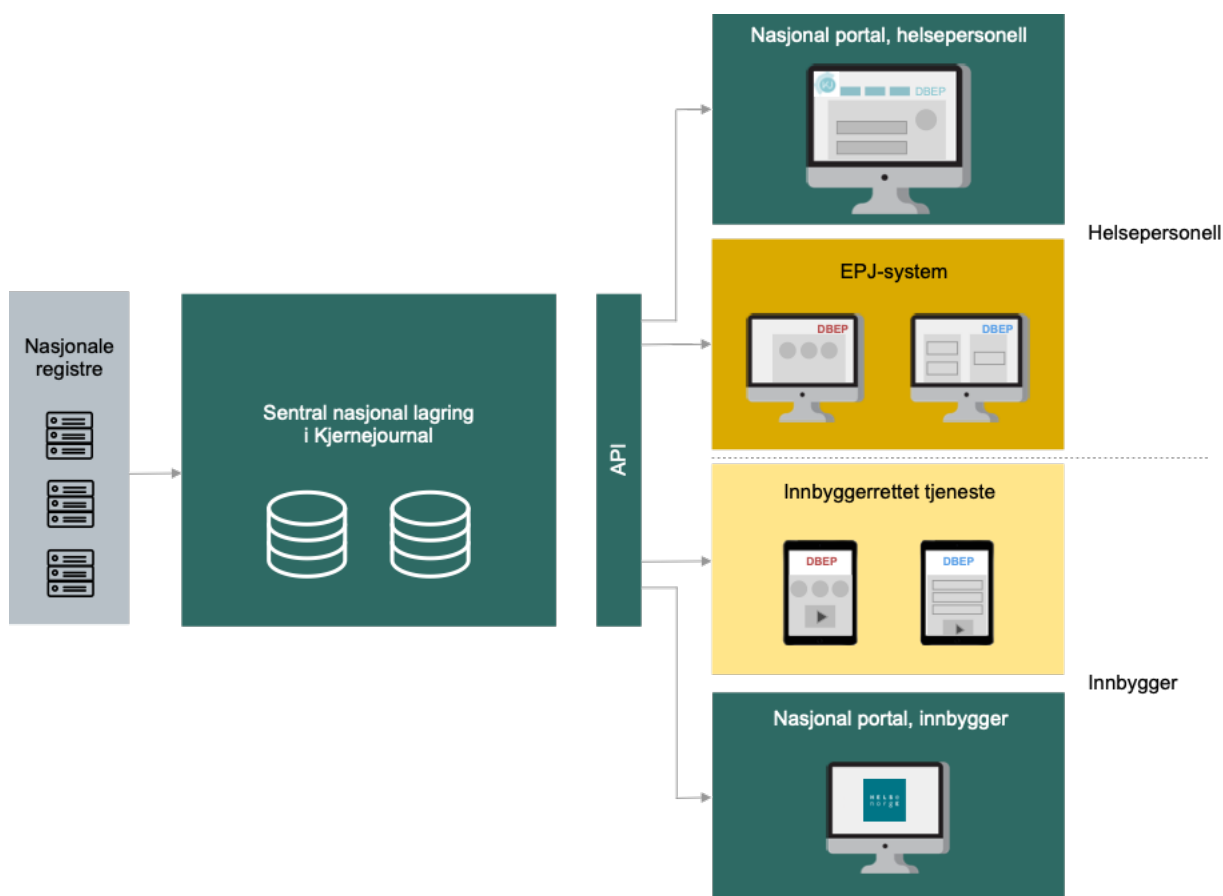 Nasjonal portal, helsepersonell
DBEP
Helsepersonell
EPJ-system
DBEP
DBEP
Nasjonale
registre
Sentral nasjonal lagring
i Kjernejournal
API
Innbyggerrettet tjeneste
DBEP
DBEP
Innbygger
Nasjonal portal, innbygger
HELSe
norge